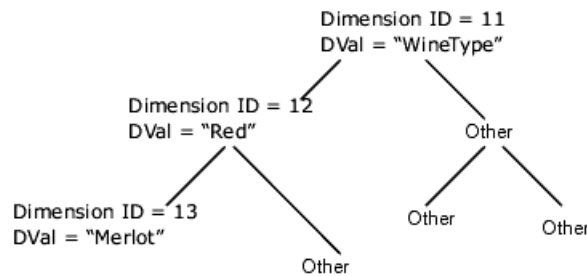 Dimension ID = 11
DVal = “WineType”
Dimension ID = 12
DVal = “Red”
Other
Dimension ID = 13
DVal = “Merlot”
Other
Other
Other